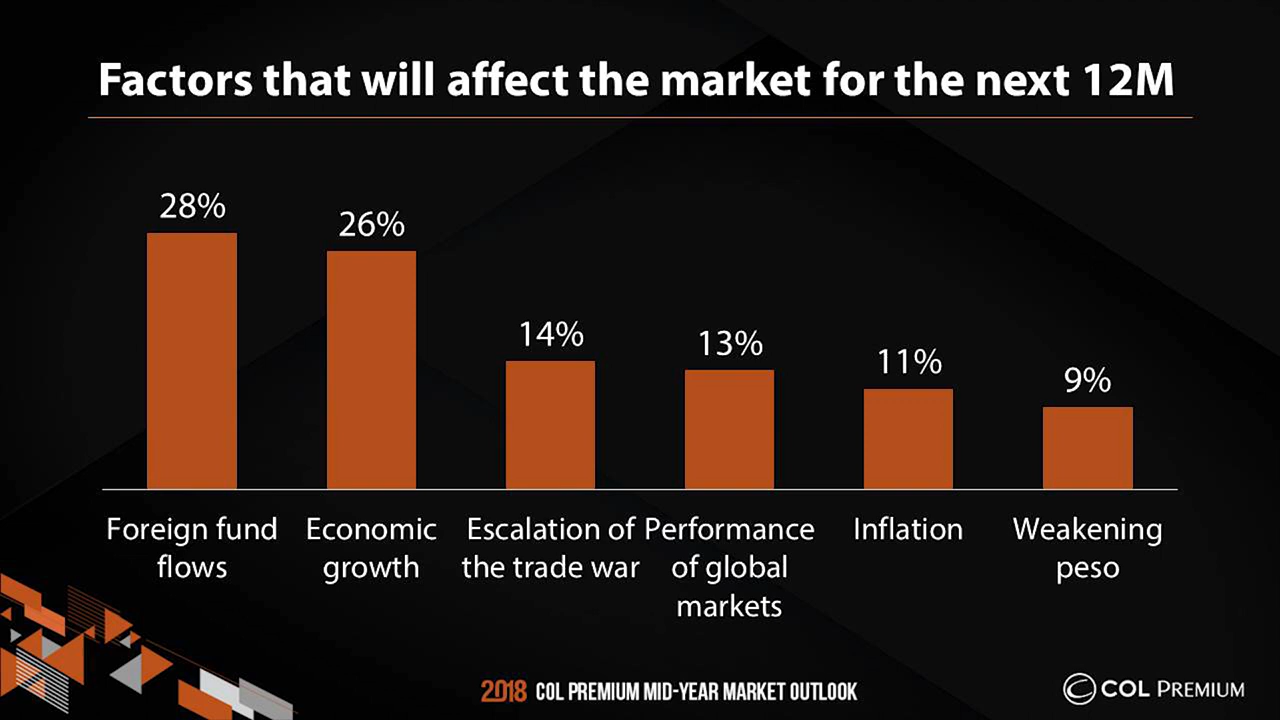 Factors that will affect the market for the next 12M
28%
26%
14%
13%
11%
9%
Foreign fund
flows
Economic
growth
Escalation of
the trade war
Performance
of global
markets
Inflation
Weakening
peso
2018 COL PREMIUM MID-YEAR MARKET OUTLOOK
COL PREMIUM